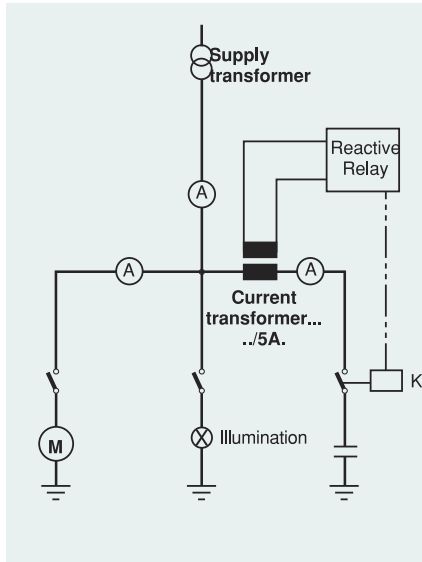 Supply
transformer
Reactive
Relay
A
A
A
Current
transformer...
../5A.
K
M
Illumination